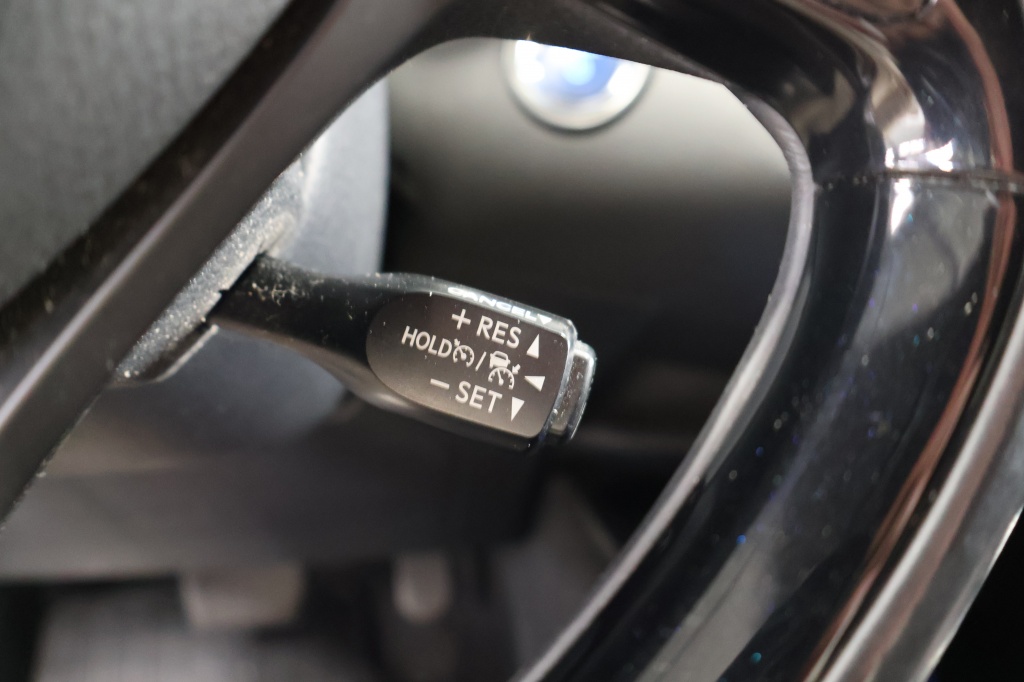 CANCEL
+ RES ▲
HOLD /
− SET ▼